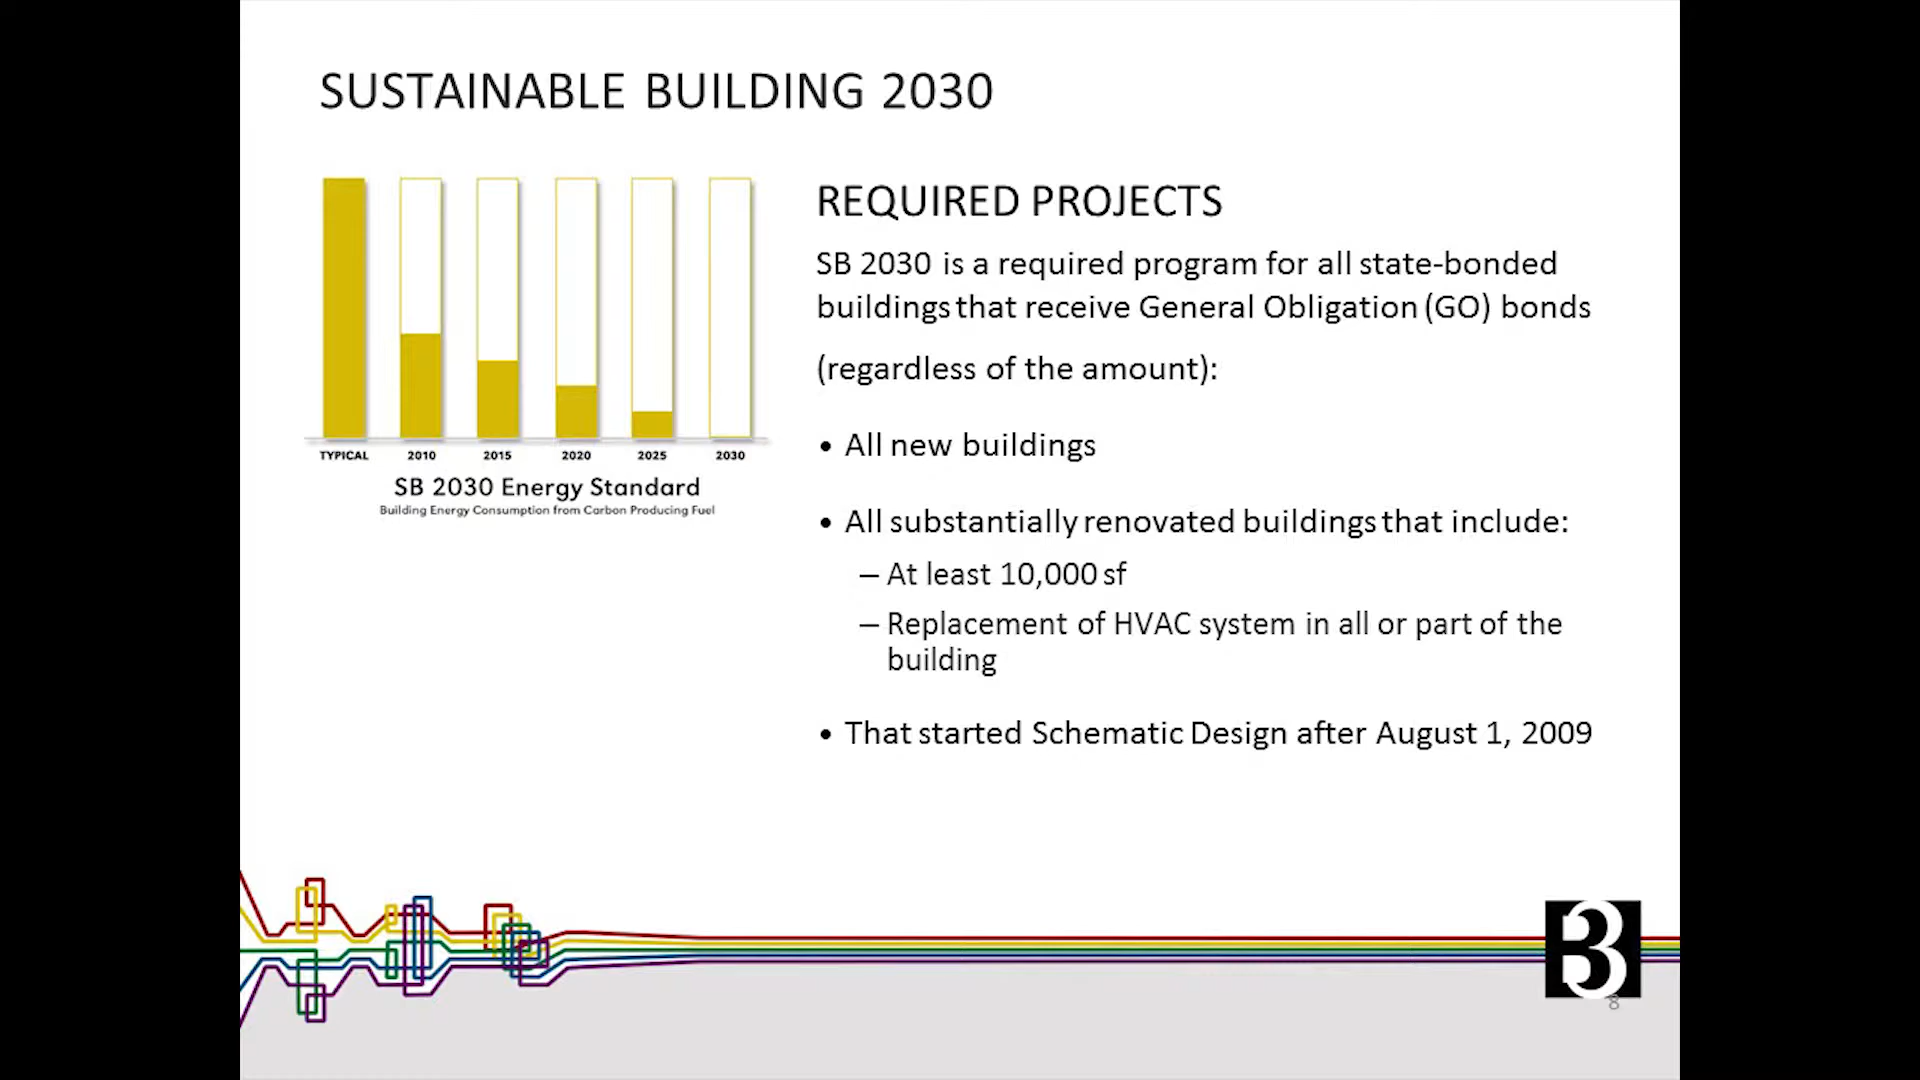 SUSTAINABLE BUILDING 2030
TYPICAL 2010 2015 2020 2025 2030
SB 2030 Energy Standard
Building Energy Consumption from Carbon Producing Fuel
REQUIRED PROJECTS
SB 2030 is a required program for all state-bonded
buildings that receive General Obligation (GO) bonds
(regardless of the amount):
• All new buildings
• All substantially renovated buildings that include:
– At least 10,000 sf
– Replacement of HVAC system in all or part of the
building
• That started Schematic Design after August 1, 2009
B3
8